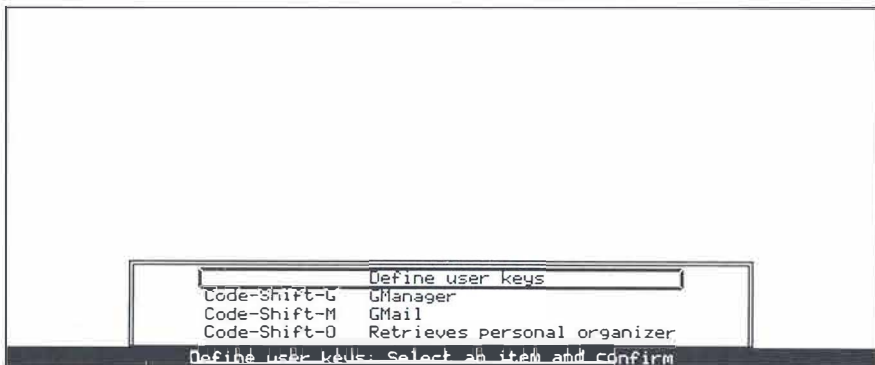 Define user keys
Code-Shift-G GManager
Code-Shift-M GMail
Code-Shift-O Retrieves personal organizer
Define user keys: Select an item and confirm